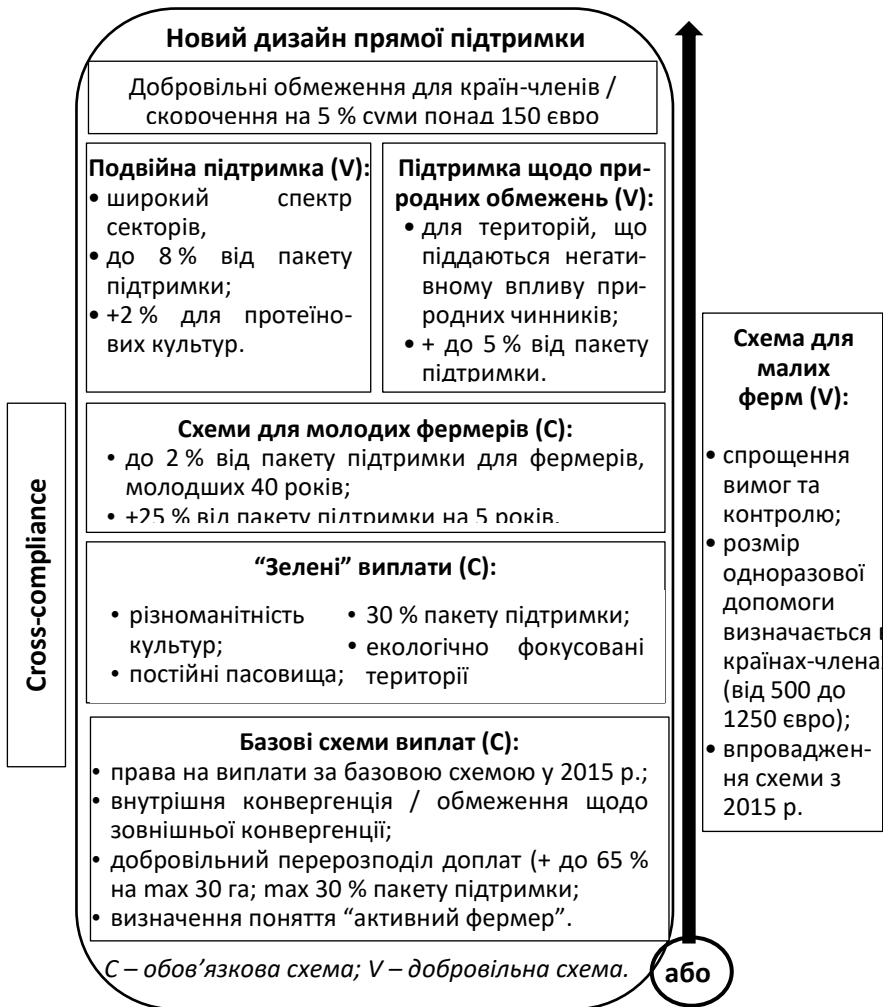 Новий дизайн прямої підтримки
Добровільні обмеження для країн-членів /
скорочення на 5 % суми понад 150 євро
Подвійна підтримка (V):
• широкий спектр
секторів,
• до 8 % від пакету
підтримки;
• +2 % для протеїно-
вих культур.
Підтримка щодо при-
родних обмежень (V):
• для територій, що
піддаються негати-
вному впливу при-
родних чинників;
• + до 5 % від пакету
підтримки.
Схеми для молодих фермерів (С):
• до 2 % від пакету підтримки для фермерів,
молодших 40 років;
• +25 % від пакету підтримки на 5 років.
“Зелені” виплати (С):
• різноманітність
культур;
• постійні пасовища;
• 30 % пакету підтримки;
• екологічно фокусовані
території
Базові схеми виплат (С):
• права на виплати за базовою схемою у 2015 р.;
• внутрішня конвергенція / обмеження щодо
зовнішньої конвергенції;
• добровільний перерозподіл доплат (+ до 65 %
на max 30 га; max 30 % пакету підтримки;
• визначення поняття “активний фермер”.
С – обов’язкова схема; V – добровільна схема.
Cross-compliance
або
Схема для
малих
ферм (V):
• спрощення
вимог та
контролю;
• розмір
одноразової
допомоги
визначається
країнах-члена
(від 500 до
1250 євро);
• впроваджен-
ня схеми з
2015 р.